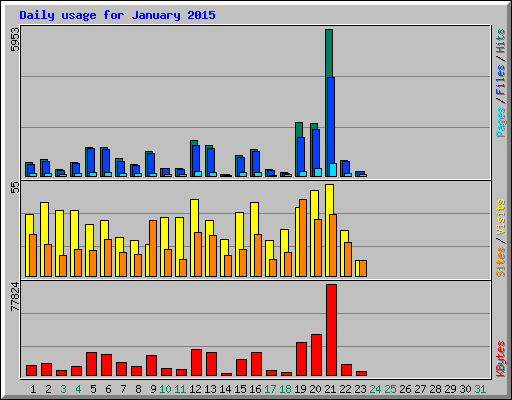 Daily usage for January 2015
5953
Pages / Files / Hits
55
Sites / Visits
77824
KBytes
1 2 3 4 5 6 7 8 9 10 11 12 13 14 15 16 17 18 19 20 21 22 23 24 25 26 27 28 29 30 31